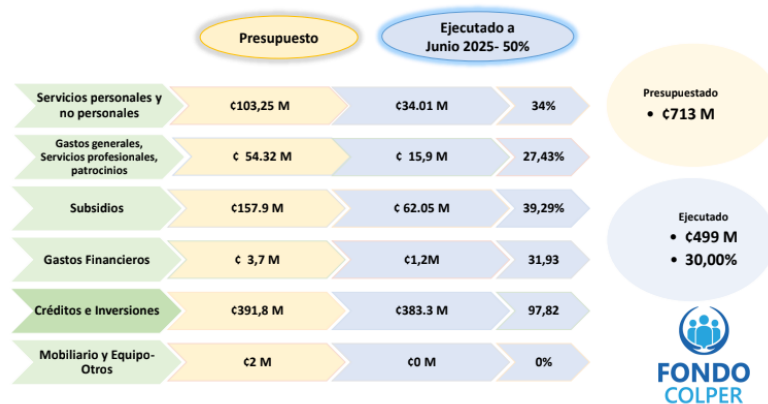 Presupuesto
Ejecutado a
Junio 2025- 50%
Servicios personales y
no personales
¢103,25 M
¢34.01 M
34%
Gastos generales,
Servicios profesionales,
patrocinios
¢ 54.32 M
¢ 15,9 M
27,43%
Subsidios
¢157.9 M
¢ 62.05 M
39,29%
Gastos Financieros
¢ 3,7 M
¢1,2M
31,93
Créditos e Inversiones
¢391,8 M
¢383.3 M
97,82
Mobiliario y Equipo-
Otros
¢2 M
¢0 M
0%
Presupuestado
• ¢713 M
Ejecutado
• ¢499 M
• 30,00%
FONDO
COLPER